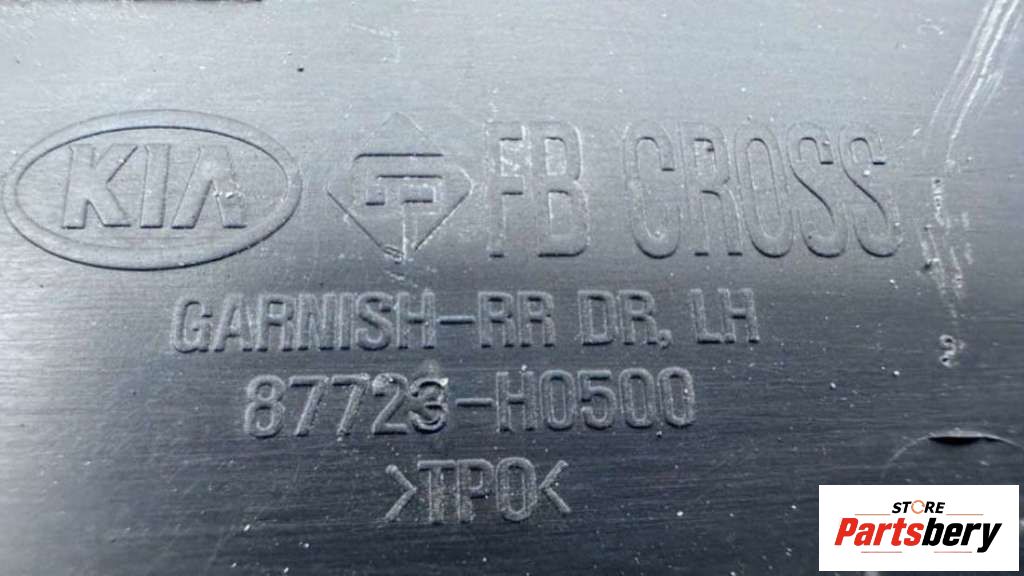 KIA FB CROSS
GARNISH-RR DR, LH
87723-H0500
>TPO<
STORE
Partsbery